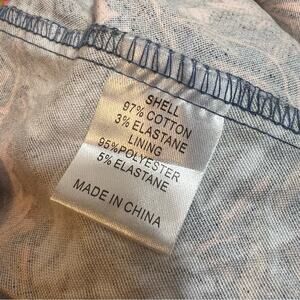 SHELL
97% COTTON
3% ELASTANE
LINING
95%POLYESTER
5% ELASTANE
MADE IN CHINA